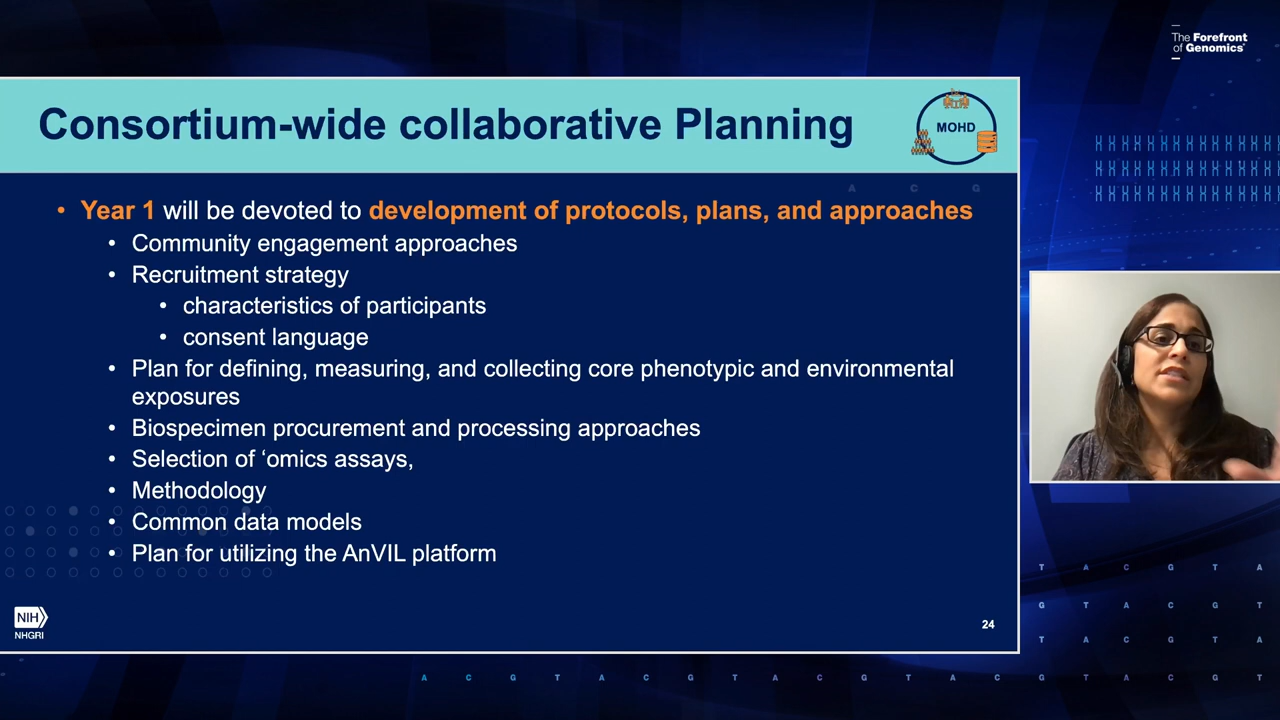 The Forefront
of Genomics®
Consortium-wide collaborative Planning
MOHD
A C G
• Year 1 will be devoted to development of protocols, plans, and approaches
• Community engagement approaches
• Recruitment strategy
• characteristics of participants
• consent language
• Plan for defining, measuring, and collecting core phenotypic and environmental
exposures
• Biospecimen procurement and processing approaches
• Selection of ‘omics assays,
• Methodology
• Common data models
• Plan for utilizing the AnVIL platform
T A C G T A
G T A C G T
T A C G T A
NIH
NHGRI
24
A C G T A C G T A C G T A C G T A C G T